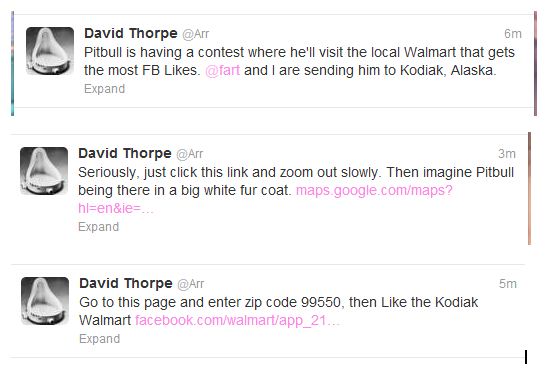 David Thorpe @Arr 6m
Pitbull is having a contest where he'll visit the local Walmart that gets
the most FB Likes. @fart and I are sending him to Kodiak, Alaska.
Expand
David Thorpe @Arr 3m
Seriously, just click this link and zoom out slowly. Then imagine Pitbull
being there in a big white fur coat. maps.google.com/maps?
hl=en&ie=…
Expand
David Thorpe @Arr 5m
Go to this page and enter zip code 99550, then Like the Kodiak
Walmart facebook.com/walmart/app_21…
Expand